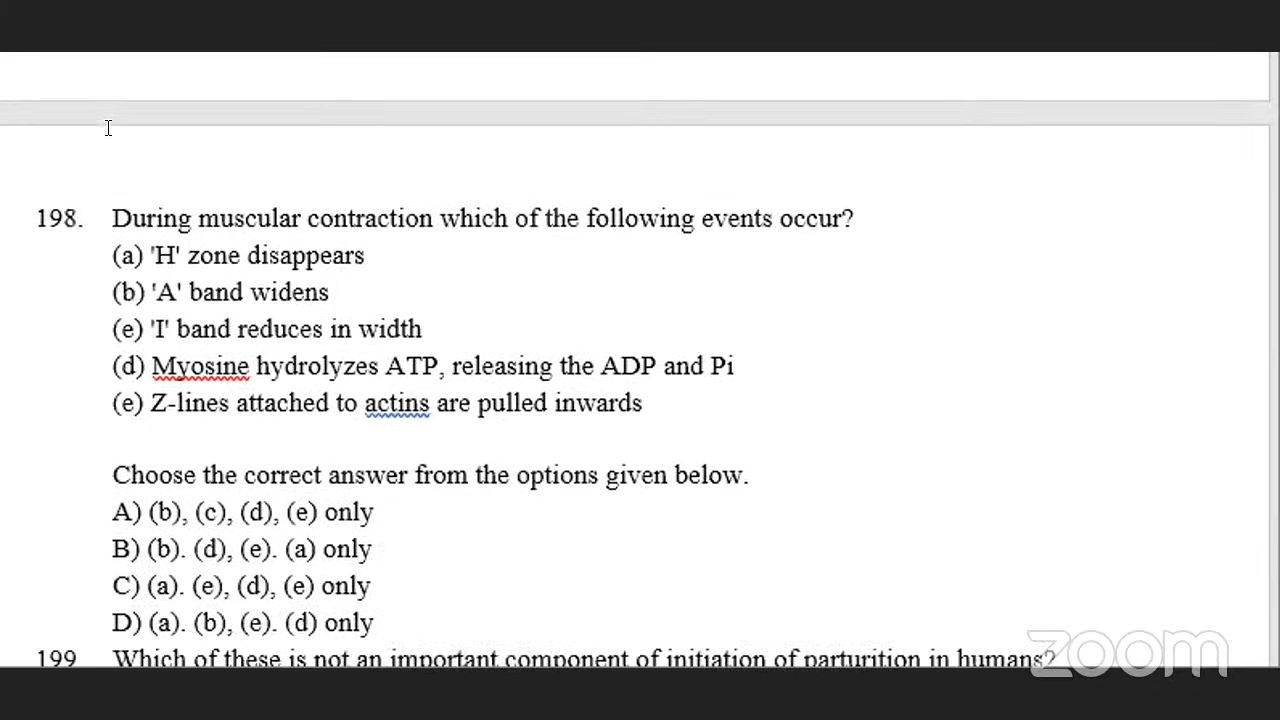 198. During muscular contraction which of the following events occur?
(a) 'H' zone disappears
(b) 'A' band widens
(e) 'I' band reduces in width
(d) Myosine hydrolyzes ATP, releasing the ADP and Pi
(e) Z-lines attached to actins are pulled inwards
Choose the correct answer from the options given below.
A) (b), (c), (d), (e) only
B) (b). (d), (e). (a) only
C) (a). (e), (d), (e) only
D) (a). (b), (e). (d) only
199 Which of these is not an important component of initiation of parturition in humans?
zoom